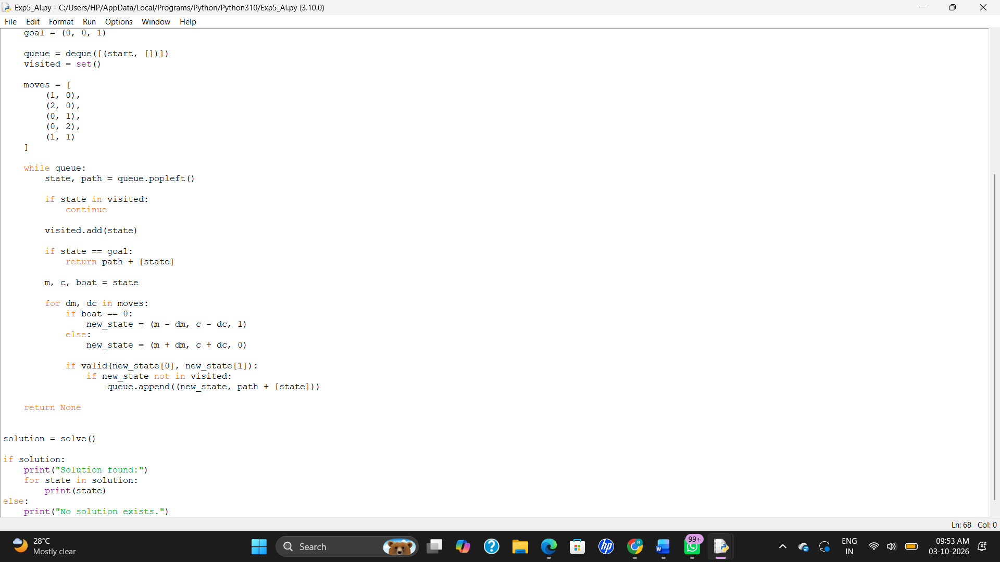 Exp5_AI.py - C:/Users/HP/AppData/Local/Programs/Python/Python310/Exp5_AI.py (3.10.0)
File Edit Format Run Options Window Help
    goal = (0, 0, 1)

    queue = deque([(start, [])])
    visited = set()

    moves = [
        (1, 0),
        (2, 0),
        (0, 1),
        (0, 2),
        (1, 1)
    ]

    while queue:
        state, path = queue.popleft()

        if state in visited:
            continue

        visited.add(state)

        if state == goal:
            return path + [state]

        m, c, boat = state

        for dm, dc in moves:
            if boat == 0:
                new_state = (m - dm, c - dc, 1)
            else:
                new_state = (m + dm, c + dc, 0)

            if valid(new_state[0], new_state[1]):
                if new_state not in visited:
                    queue.append((new_state, path + [state]))

    return None


solution = solve()

if solution:
    print("Solution found:")
    for state in solution:
        print(state)
else:
    print("No solution exists.")
Ln: 68 Col: 0
28°C
Mostly clear
Search
hp
R
W
99+
ENG
IN
09:53 AM
03-10-2026